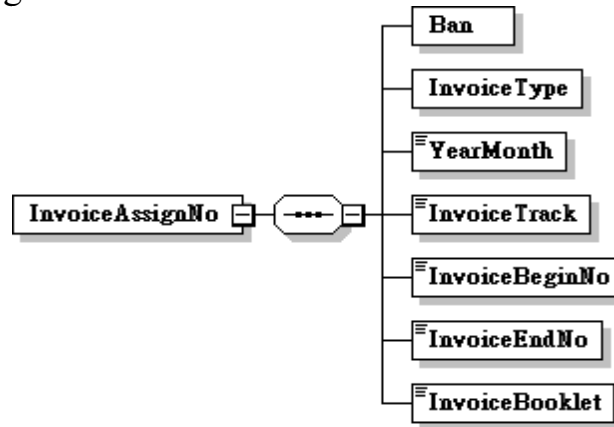 g
Ban
InvoiceType
YearMonth
InvoiceAssignNo
InvoiceTrack
InvoiceBeginNo
InvoiceEndNo
InvoiceBooklet